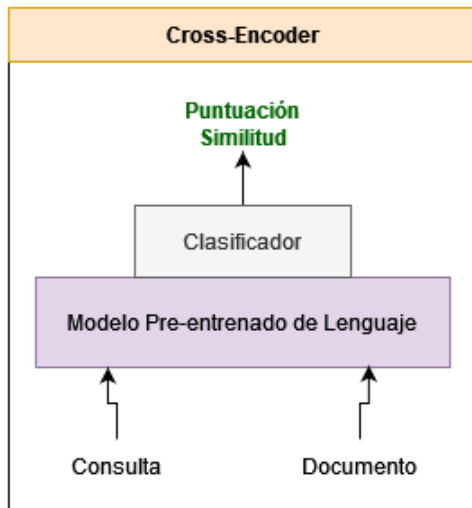 Cross-Encoder
Puntuación
Similitud
Clasificador
Modelo Pre-entrenado de Lenguaje
Consulta
Documento